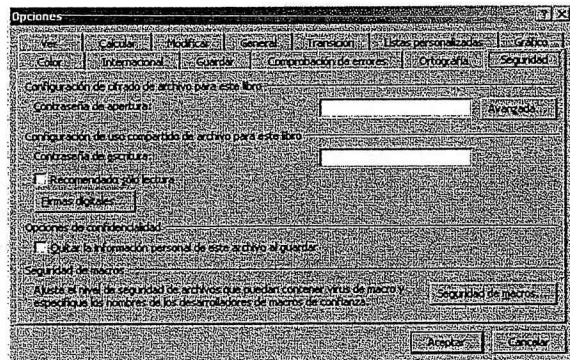 Opciones
Ver Calcular Modificar General Transición Listas personalizadas Gráfico
Color Internacional Guardar Comprobación de errores Ortografía Seguridad
Configuración de cifrado de archivo para este libro
Contraseña de apertura: Avanzada...
Configuración de uso compartido de archivo para este libro
Contraseña de escritura:
Recomendado sólo lectura
Firmas digitales...
Opciones de confidencialidad
Quitar la información personal de este archivo al guardar
Seguridad de macros
Ajuste el nivel de seguridad de archivos que puedan contener virus de macro y
especifique los nombres de los desarrolladores de macros de confianza. Seguridad de macros...
Aceptar Cancelar